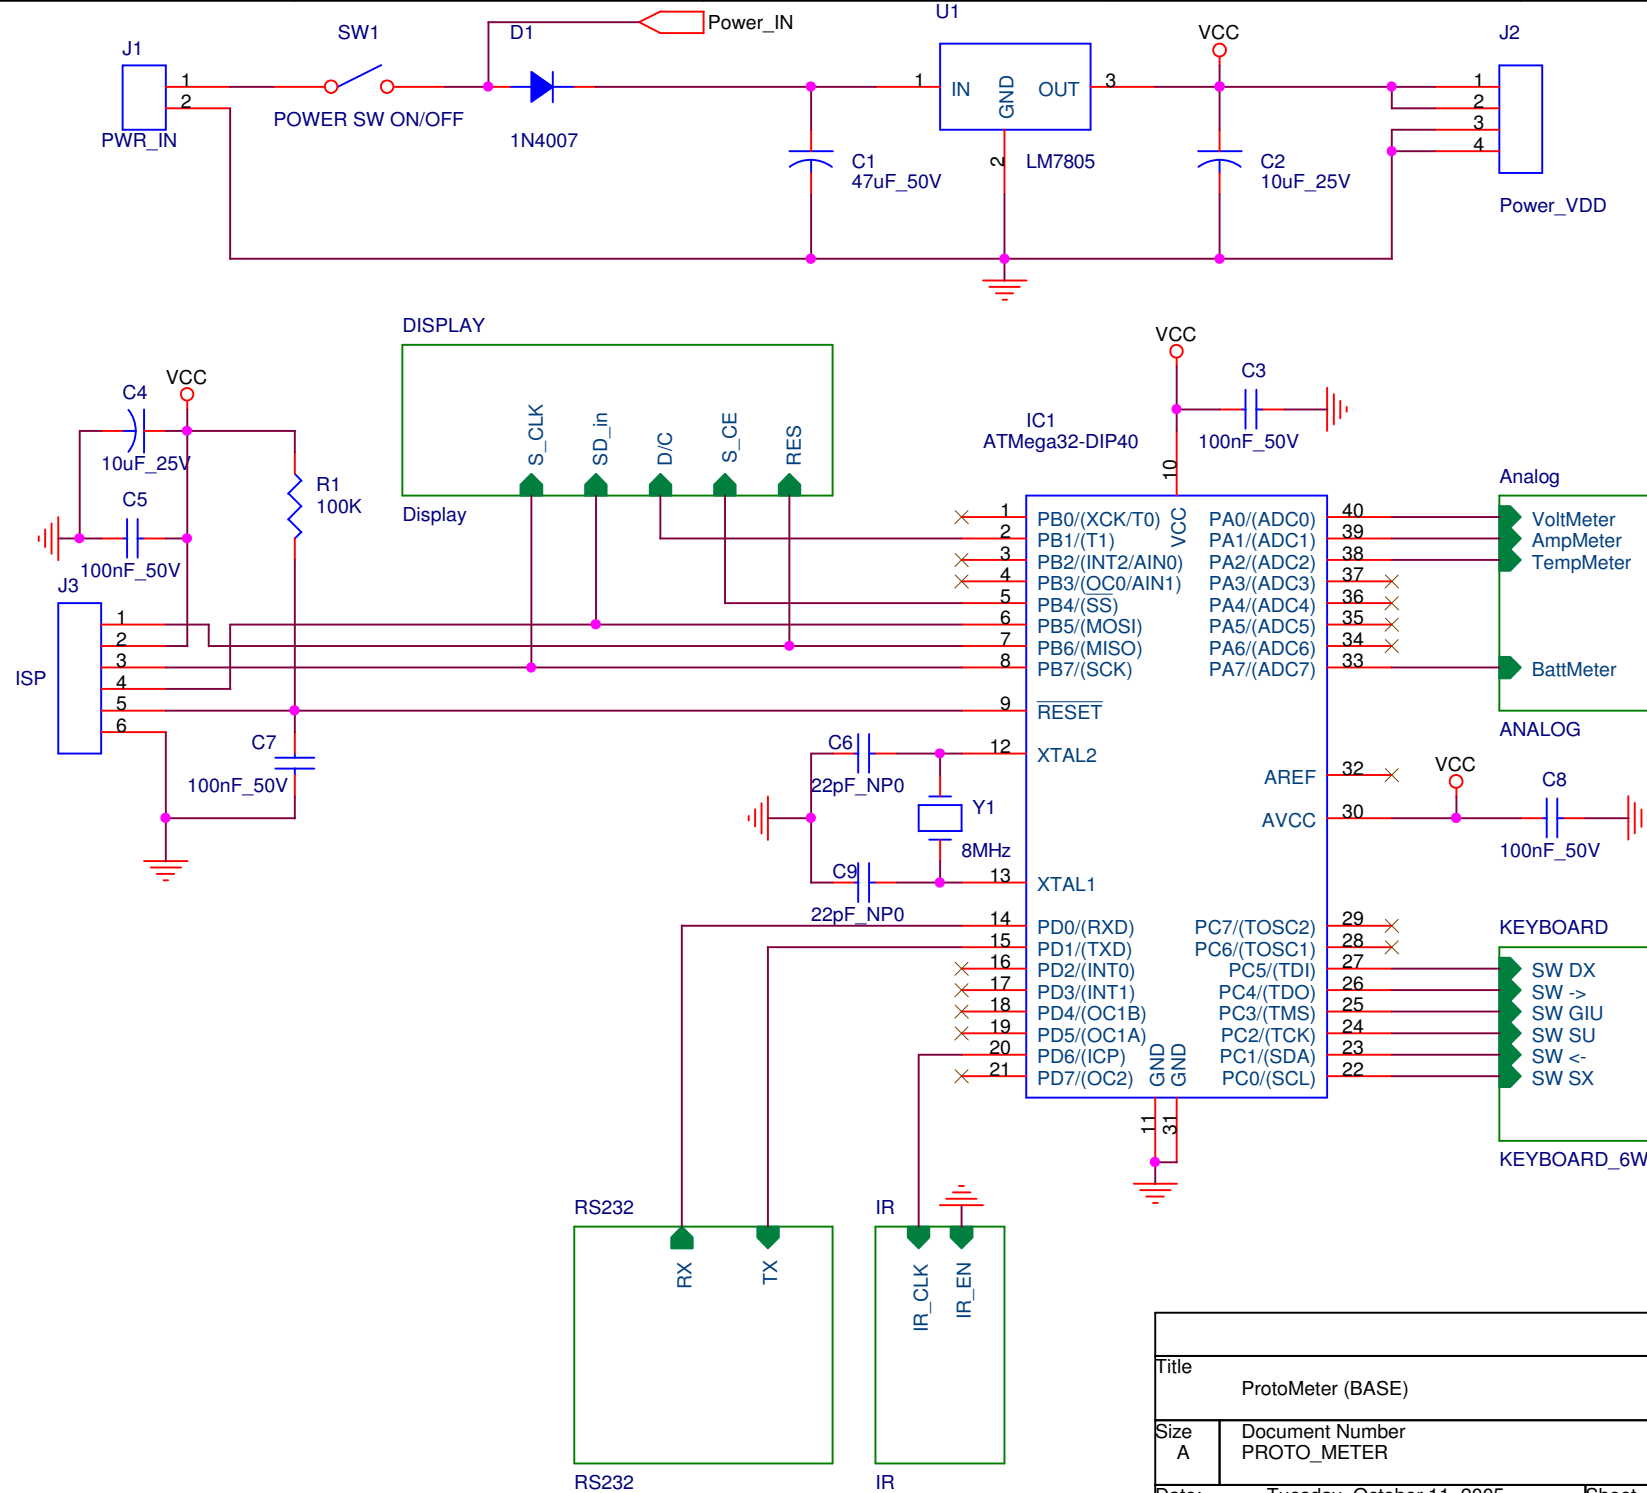 J1
1
2
PWR_IN
SW1
POWER SW ON/OFF
D1
1N4007
Power_IN
U1
1
IN
GND
OUT
3
2
LM7805
C1
47uF_50V
VCC
C2
10uF_25V
J2
1
2
3
4
Power_VDD
DISPLAY
S_CLK
SD_in
D/C
S_CE
RES
Display
VCC
C4
10uF_25V
C5
100nF_50V
R1
100K
J3
ISP
1
2
3
4
5
6
C7
100nF_50V
VCC
C3
100nF_50V
IC1
ATMega32-DIP40
10
VCC
1 PB0/(XCK/T0)
2 PB1/(T1)
3 PB2/(INT2/AIN0)
4 PB3/(OC0/AIN1)
5 PB4/(SS)
6 PB5/(MOSI)
7 PB6/(MISO)
8 PB7/(SCK)
9 RESET
12 XTAL2
13 XTAL1
14 PD0/(RXD)
15 PD1/(TXD)
16 PD2/(INT0)
17 PD3/(INT1)
18 PD4/(OC1B)
19 PD5/(OC1A)
20 PD6/(ICP)
21 PD7/(OC2)
PA0/(ADC0) 40
PA1/(ADC1) 39
PA2/(ADC2) 38
PA3/(ADC3) 37
PA4/(ADC4) 36
PA5/(ADC5) 35
PA6/(ADC6) 34
PA7/(ADC7) 33
AREF 32
AVCC 30
PC7/(TOSC2) 29
PC6/(TOSC1) 28
PC5/(TDI) 27
PC4/(TDO) 26
PC3/(TMS) 25
PC2/(TCK) 24
PC1/(SDA) 23
PC0/(SCL) 22
GND
GND
11
31
C6
22pF_NP0
Y1
8MHz
C9
22pF_NP0
Analog
VoltMeter
AmpMeter
TempMeter
BattMeter
ANALOG
VCC
C8
100nF_50V
KEYBOARD
SW DX
SW ->
SW GIU
SW SU
SW <-
SW SX
KEYBOARD_6W
RS232
RX
TX
RS232
IR
IR_CLK
IR_EN
IR
Title
ProtoMeter (BASE)
Size
A
Document Number
PROTO_METER
Date:
Tuesday, October 11, 2005
Sheet